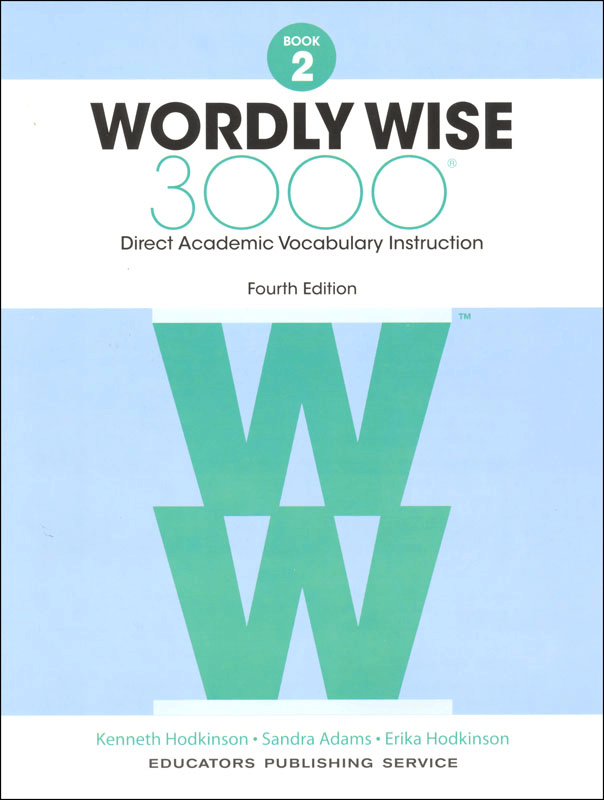 BOOK
2
WORDLY WISE
3000®
Direct Academic Vocabulary Instruction
Fourth Edition
W™
W
Kenneth Hodkinson • Sandra Adams • Erika Hodkinson
EDUCATORS PUBLISHING SERVICE